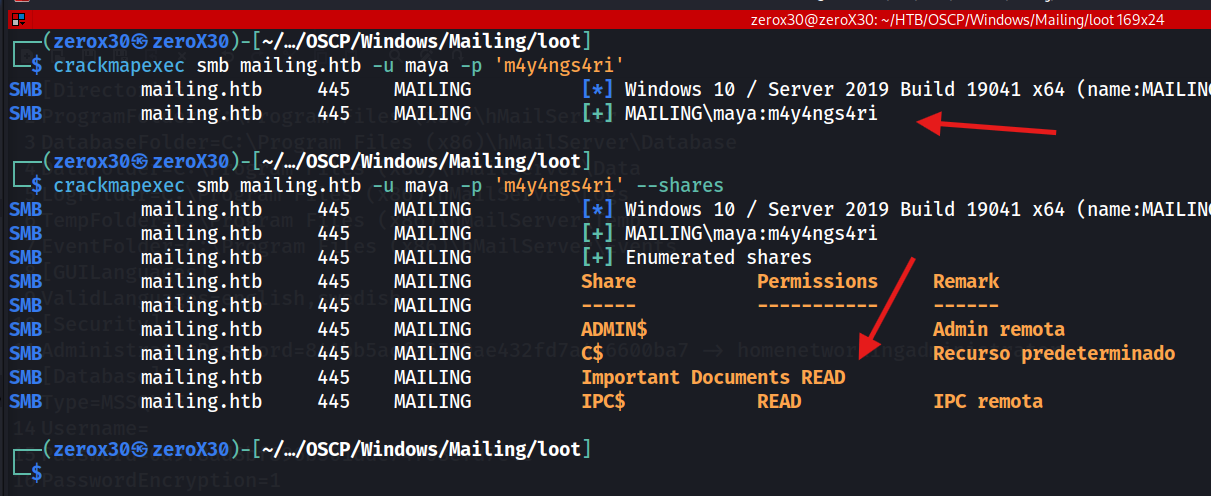 zerox30@zeroX30: ~/HTB/OSCP/Windows/Mailing/loot 169x24
┌──(zerox30㉿zeroX30)-[~/…/OSCP/Windows/Mailing/loot]
└─$ crackmapexec smb mailing.htb -u maya -p 'm4y4ngs4ri'
SMB mailing.htb 445 MAILING [*] Windows 10 / Server 2019 Build 19041 x64 (name:MAILING
SMB mailing.htb 445 MAILING [+] MAILING\maya:m4y4ngs4ri
┌──(zerox30㉿zeroX30)-[~/…/OSCP/Windows/Mailing/loot]
└─$ crackmapexec smb mailing.htb -u maya -p 'm4y4ngs4ri' --shares
SMB mailing.htb 445 MAILING [*] Windows 10 / Server 2019 Build 19041 x64 (name:MAILING
SMB mailing.htb 445 MAILING [+] MAILING\maya:m4y4ngs4ri
SMB mailing.htb 445 MAILING [+] Enumerated shares
SMB mailing.htb 445 MAILING Share Permissions Remark
SMB mailing.htb 445 MAILING ----- ----------- ------
SMB mailing.htb 445 MAILING ADMIN$ Admin remota
SMB mailing.htb 445 MAILING C$ Recurso predeterminado
SMB mailing.htb 445 MAILING Important Documents READ
SMB mailing.htb 445 MAILING IPC$ READ IPC remota
┌──(zerox30㉿zeroX30)-[~/…/OSCP/Windows/Mailing/loot]
└─$